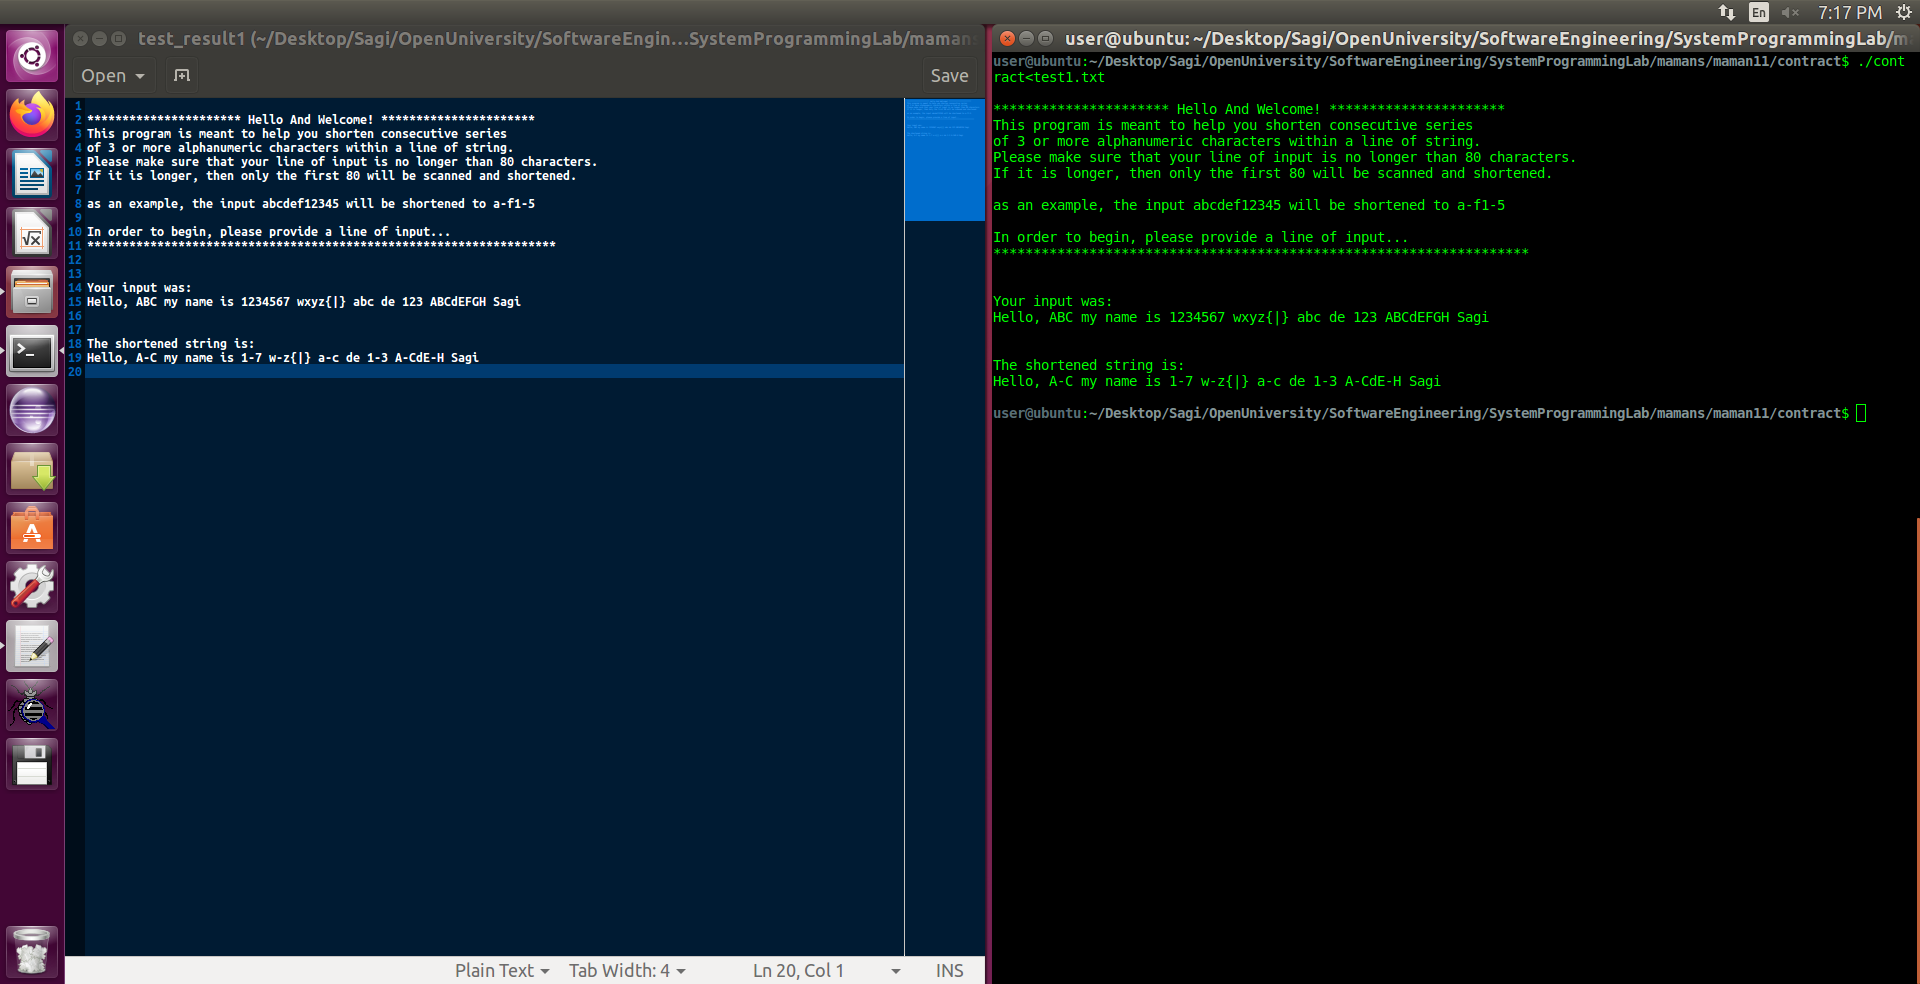 En 7:17 PM
test_result1 (~/Desktop/Sagi/OpenUniversity/SoftwareEngin...SystemProgrammingLab/maman
Open
Save
1
2 ********************** Hello And Welcome! **********************
3 This program is meant to help you shorten consecutive series
4 of 3 or more alphanumeric characters within a line of string.
5 Please make sure that your line of input is no longer than 80 characters.
6 If it is longer, then only the first 80 will be scanned and shortened.
7
8 as an example, the input abcdef12345 will be shortened to a-f1-5
9
10 In order to begin, please provide a line of input...
11 *******************************************************************
12
13
14 Your input was:
15 Hello, ABC my name is 1234567 wxyz{|} abc de 123 ABCdEFGH Sagi
16
17
18 The shortened string is:
19 Hello, A-C my name is 1-7 w-z{|} a-c de 1-3 A-CdE-H Sagi
20
Plain Text Tab Width: 4 Ln 20, Col 1 INS
user@ubuntu: ~/Desktop/Sagi/OpenUniversity/SoftwareEngineering/SystemProgrammingLab/m
user@ubuntu:~/Desktop/Sagi/OpenUniversity/SoftwareEngineering/SystemProgrammingLab/mamans/maman11/contract$ ./cont
ract<test1.txt
********************** Hello And Welcome! **********************
This program is meant to help you shorten consecutive series
of 3 or more alphanumeric characters within a line of string.
Please make sure that your line of input is no longer than 80 characters.
If it is longer, then only the first 80 will be scanned and shortened.
as an example, the input abcdef12345 will be shortened to a-f1-5
In order to begin, please provide a line of input...
*******************************************************************
Your input was:
Hello, ABC my name is 1234567 wxyz{|} abc de 123 ABCdEFGH Sagi
The shortened string is:
Hello, A-C my name is 1-7 w-z{|} a-c de 1-3 A-CdE-H Sagi
user@ubuntu:~/Desktop/Sagi/OpenUniversity/SoftwareEngineering/SystemProgrammingLab/mamans/maman11/contract$